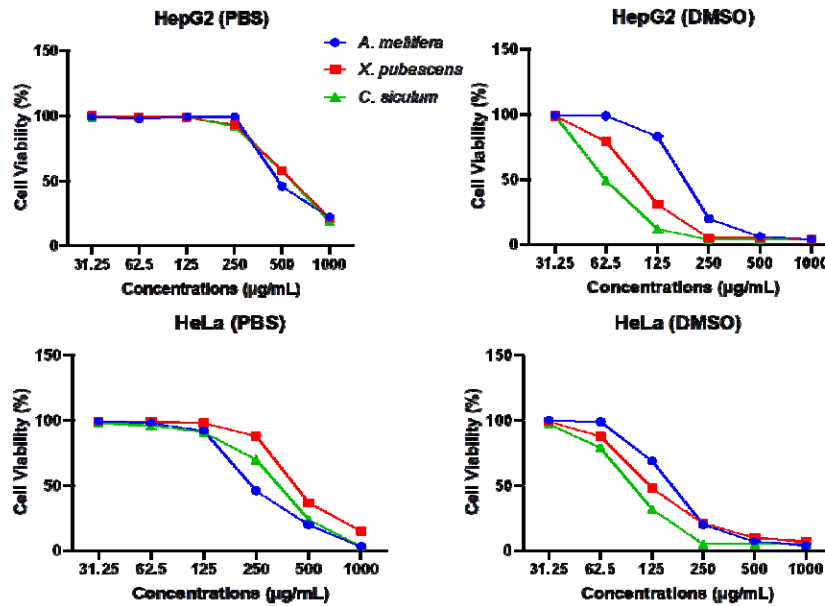 HepG2 (PBS)
150
100
50
0
Cell Viability (%)
31.25 62.5 125 250 500 1000
Concentrations (µg/mL)
A. mellifera
X. pubescens
C. siculum
HepG2 (DMSO)
150
100
50
0
Cell Viability (%)
31.25 62.5 125 250 500 1000
Concentrations (µg/mL)
HeLa (PBS)
150
100
50
0
Cell Viability (%)
31.25 62.5 125 250 500 1000
Concentrations (µg/mL)
HeLa (DMSO)
150
100
50
0
Cell Viability (%)
31.25 62.5 125 250 500 1000
Concentrations (µg/mL)